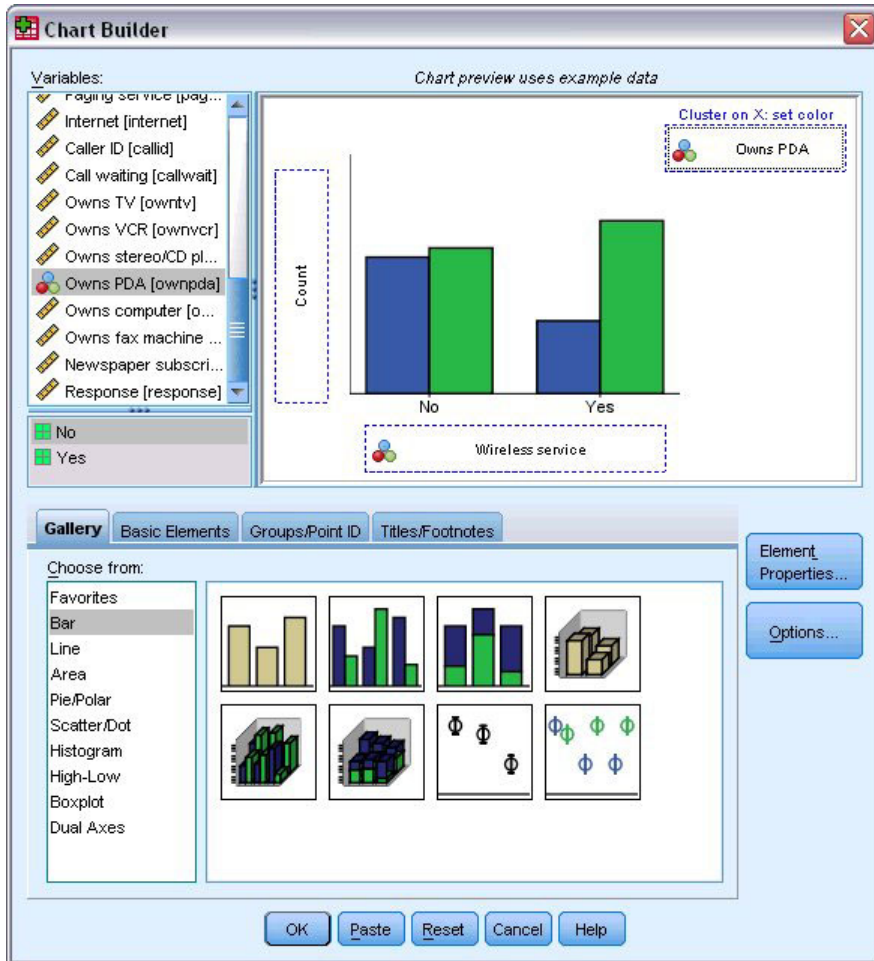 Chart Builder
Variables:
Chart preview uses example data
Paging service [pag...
Internet [internet]
Caller ID [callid]
Call waiting [callwait]
Owns TV [owntv]
Owns VCR [ownvcr]
Owns stereo/CD pl...
Owns PDA [ownpda]
Owns computer [o...
Owns fax machine ...
Newspaper subscri...
Response [response]
No
Yes
Cluster on X: set color
Owns PDA
Count
No
Yes
Wireless service
Gallery
Basic Elements
Groups/Point ID
Titles/Footnotes
Choose from:
Favorites
Bar
Line
Area
Pie/Polar
Scatter/Dot
Histogram
High-Low
Boxplot
Dual Axes
Element
Properties...
Options...
OK
Paste
Reset
Cancel
Help